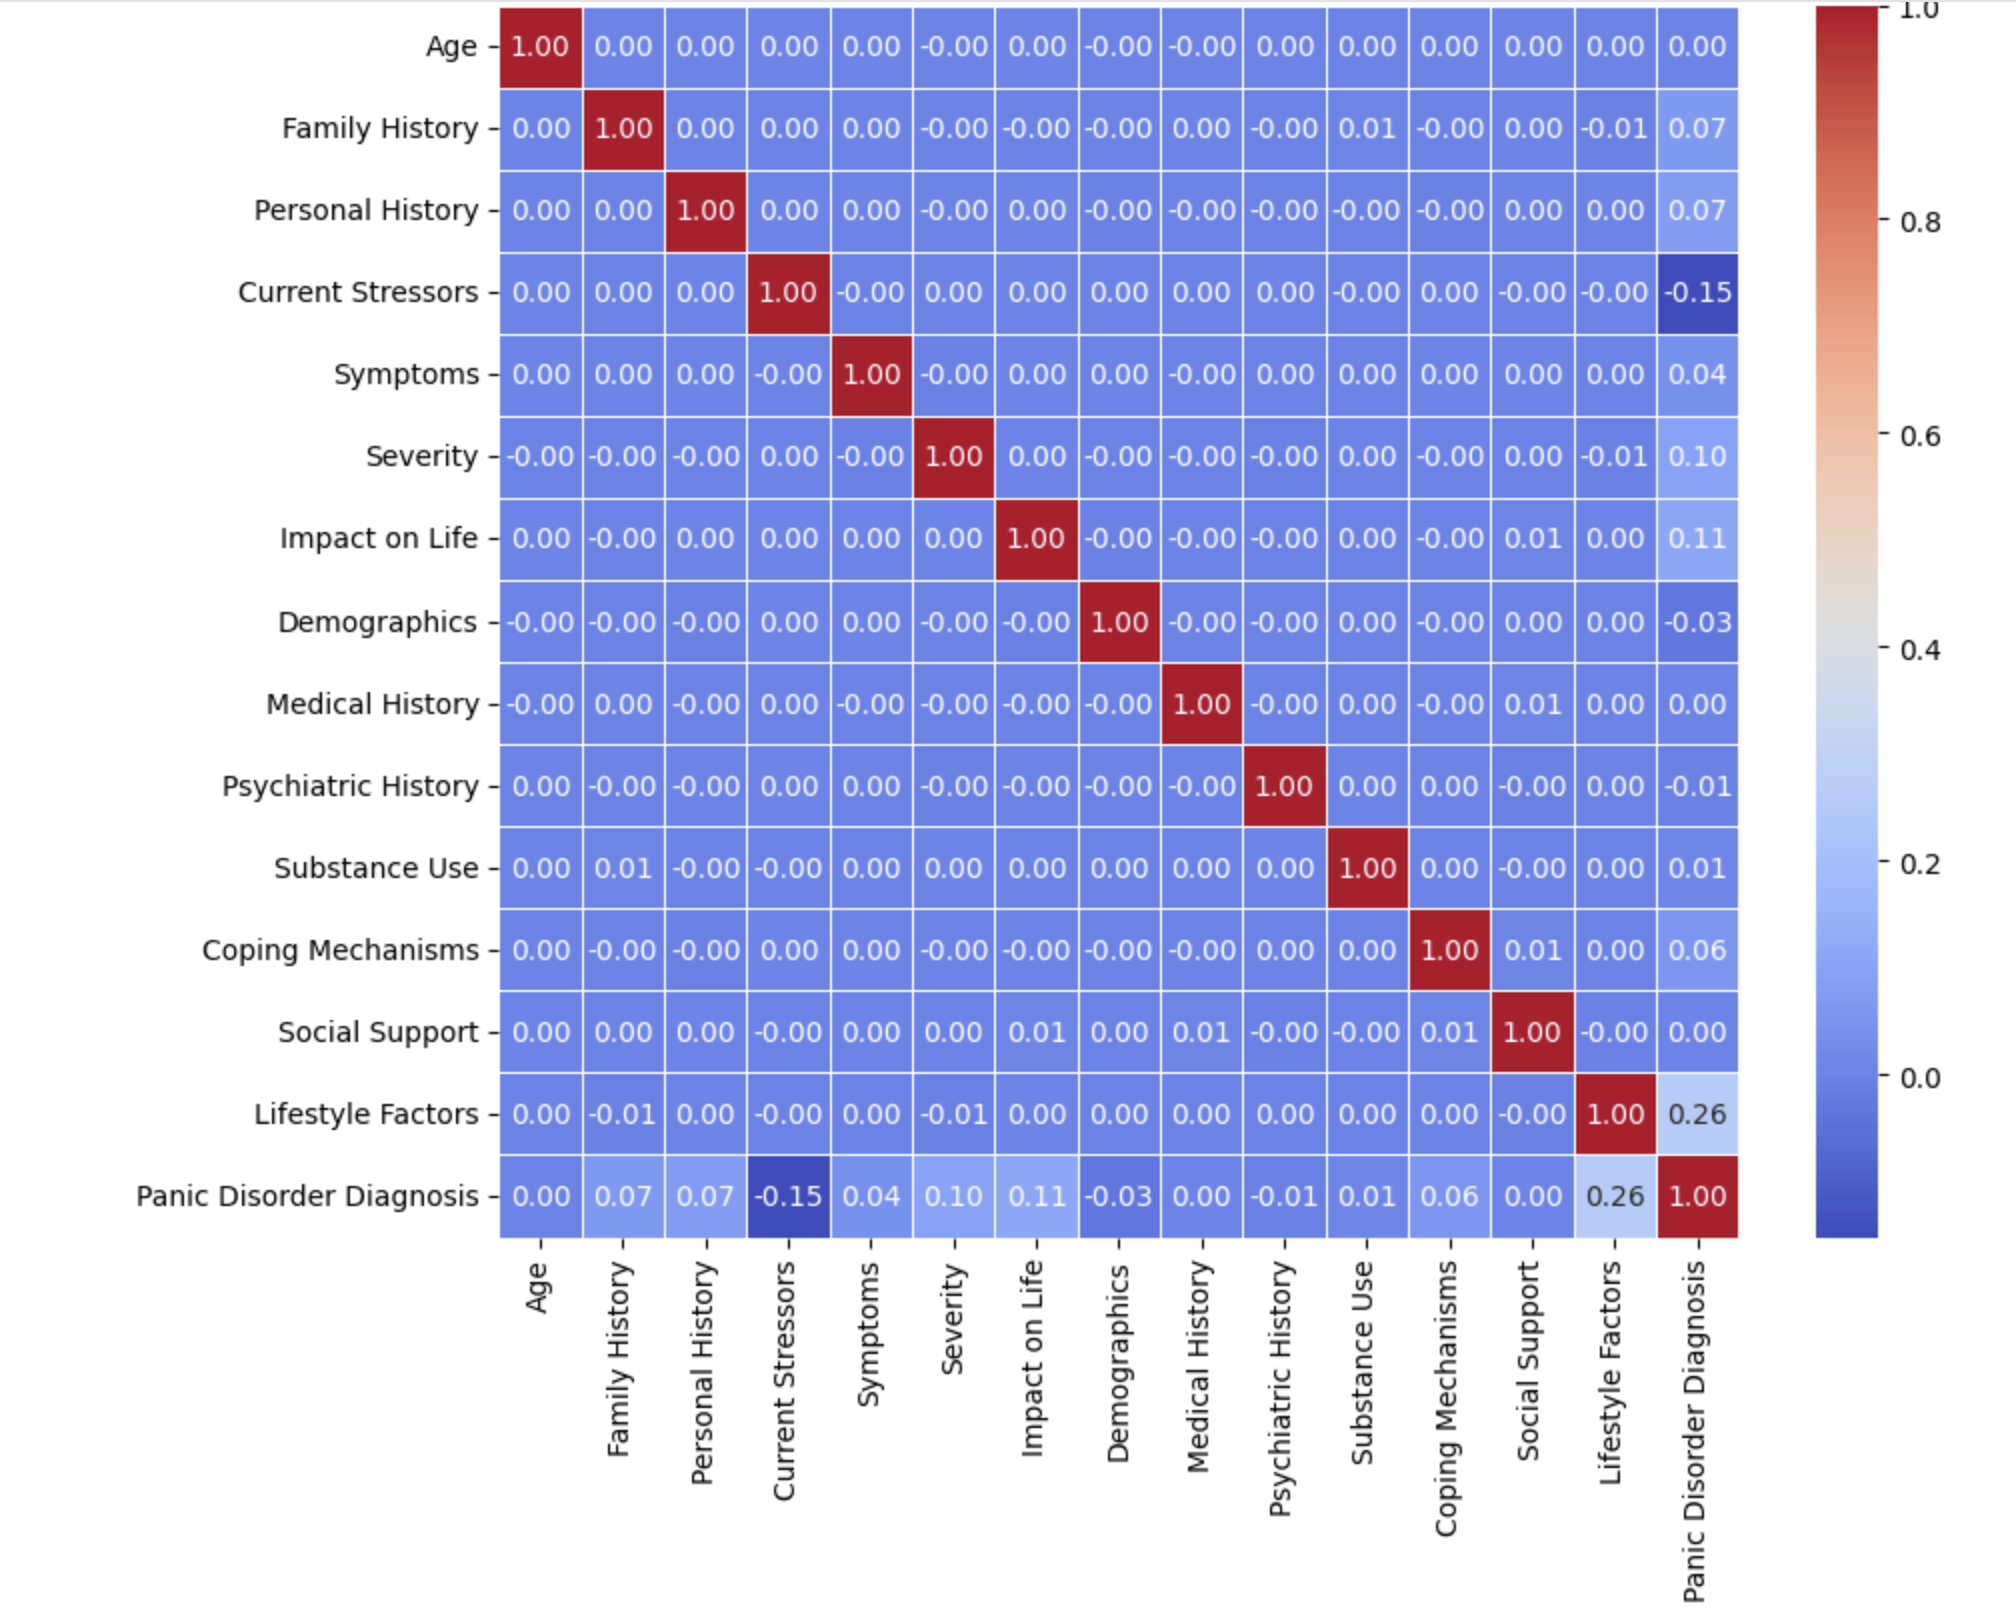 Age 1.00 0.00 0.00 0.00 0.00 -0.00 0.00 -0.00 -0.00 0.00 0.00 0.00 0.00 0.00 0.00
Family History 0.00 1.00 0.00 0.00 0.00 -0.00 -0.00 -0.00 0.00 -0.00 0.01 -0.00 0.00 -0.01 0.07
Personal History 0.00 0.00 1.00 0.00 0.00 -0.00 0.00 -0.00 -0.00 -0.00 -0.00 -0.00 0.00 0.00 0.07
Current Stressors 0.00 0.00 0.00 1.00 -0.00 0.00 0.00 0.00 0.00 0.00 -0.00 0.00 -0.00 -0.00 -0.15
Symptoms 0.00 0.00 0.00 -0.00 1.00 -0.00 0.00 0.00 -0.00 0.00 0.00 0.00 0.00 0.00 0.04
Severity -0.00 -0.00 -0.00 0.00 -0.00 1.00 0.00 -0.00 -0.00 -0.00 0.00 -0.00 0.00 -0.01 0.10
Impact on Life 0.00 -0.00 0.00 0.00 0.00 0.00 1.00 -0.00 -0.00 -0.00 0.00 -0.00 0.01 0.00 0.11
Demographics -0.00 -0.00 -0.00 0.00 0.00 -0.00 -0.00 1.00 -0.00 -0.00 0.00 -0.00 0.00 0.00 -0.03
Medical History -0.00 0.00 -0.00 0.00 -0.00 -0.00 -0.00 -0.00 1.00 -0.00 0.00 -0.00 0.01 0.00 0.00
Psychiatric History 0.00 -0.00 -0.00 0.00 0.00 -0.00 -0.00 -0.00 -0.00 1.00 0.00 0.00 -0.00 0.00 -0.01
Substance Use 0.00 0.01 -0.00 -0.00 0.00 0.00 0.00 0.00 0.00 0.00 1.00 0.00 -0.00 0.00 0.01
Coping Mechanisms 0.00 -0.00 -0.00 0.00 0.00 -0.00 -0.00 -0.00 -0.00 0.00 0.00 1.00 0.01 0.00 0.06
Social Support 0.00 0.00 0.00 -0.00 0.00 0.00 0.01 0.00 0.01 -0.00 -0.00 0.01 1.00 -0.00 0.00
Lifestyle Factors 0.00 -0.01 0.00 -0.00 0.00 -0.01 0.00 0.00 0.00 0.00 0.00 0.00 -0.00 1.00 0.26
Panic Disorder Diagnosis 0.00 0.07 0.07 -0.15 0.04 0.10 0.11 -0.03 0.00 -0.01 0.01 0.06 0.00 0.26 1.00
Age
Family History
Personal History
Current Stressors
Symptoms
Severity
Impact on Life
Demographics
Medical History
Psychiatric History
Substance Use
Coping Mechanisms
Social Support
Lifestyle Factors
Panic Disorder Diagnosis
1.0
0.8
0.6
0.4
0.2
0.0